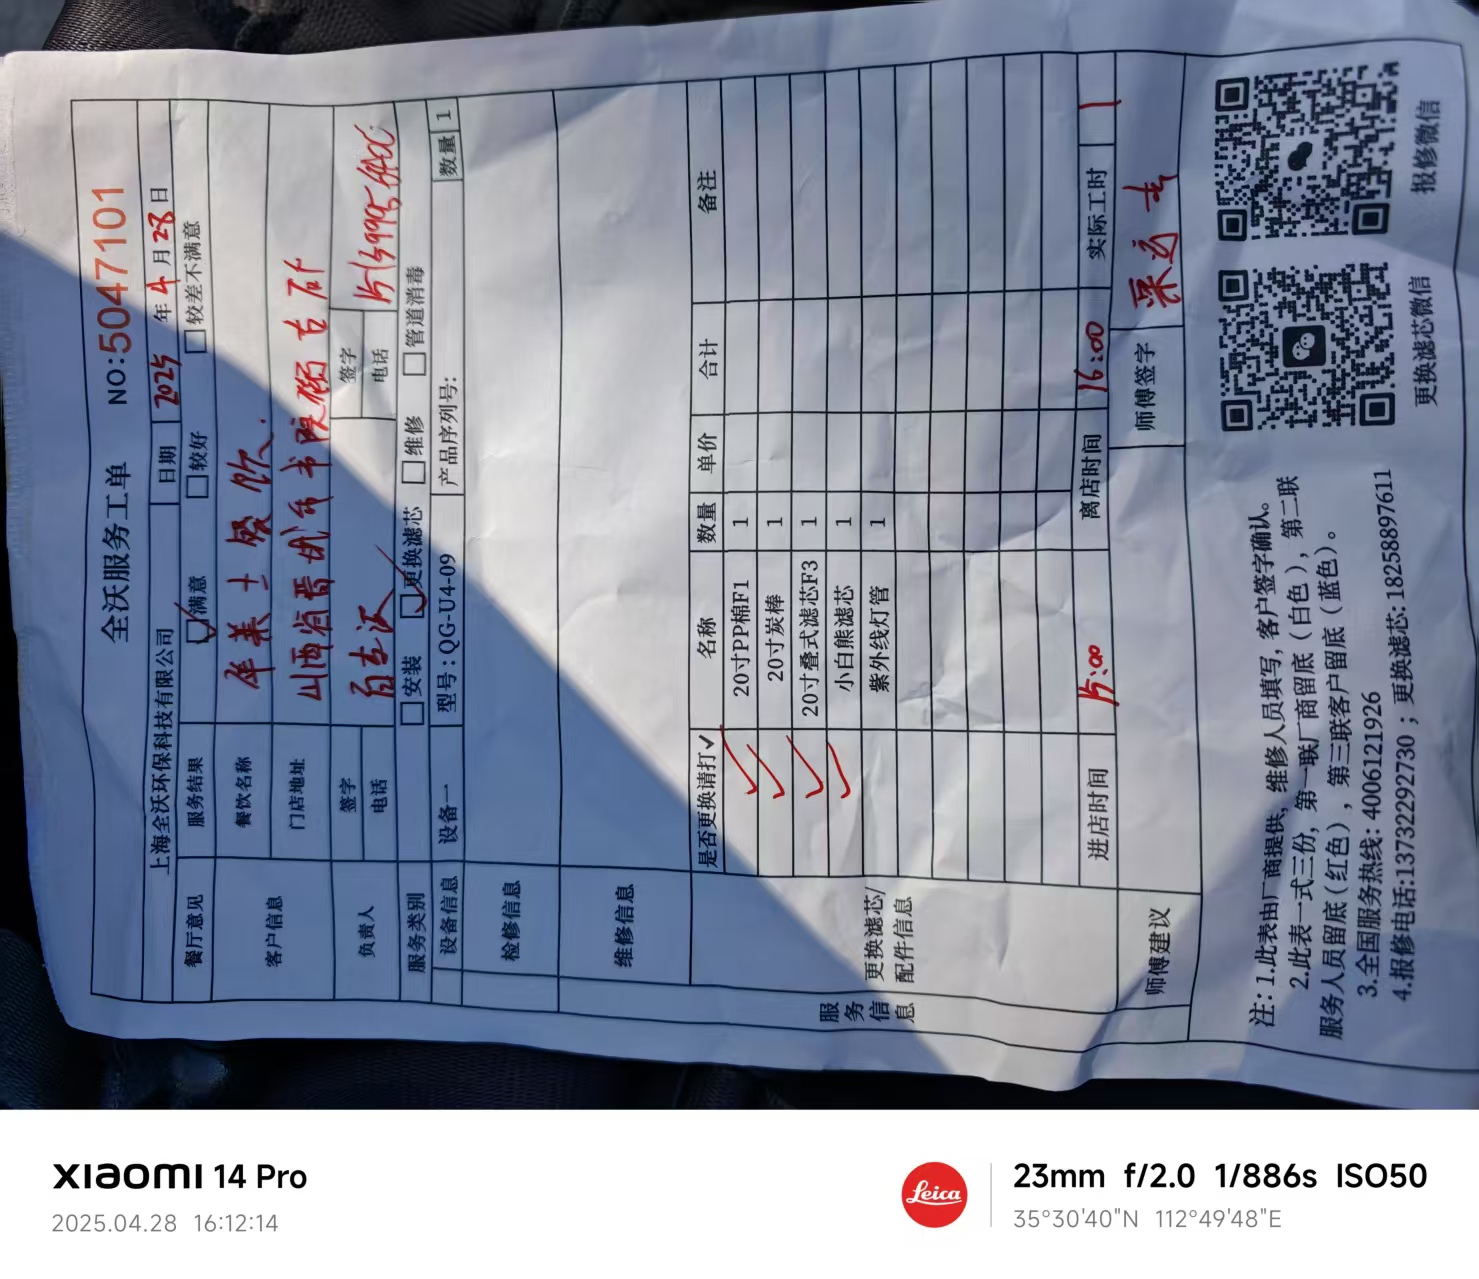 全沃服务工单 NO:5047101
上海全沃环保科技有限公司 日期 2025 年 4 月 28 日
餐厅意见 服务结果 ☑满意 □较好 □较差不满意
客户信息 餐饮名称
门店地址 山西省晋城市书院
负责人 签字 签字
电话 电话
服务类别 □安装 ☑更换滤芯 □维修 □管道消毒
设备信息 设备一 型号:QG-U4-09 产品序列号: 数量 1
检修信息
维修信息
服务信息
更换滤芯/配件信息
是否更换请打✓ 名称 数量 单价 合计 备注
✓ 20寸PP棉F1 1
✓ 20寸炭棒 1
✓ 20寸叠式滤芯F3 1
✓ 小白熊滤芯 1
紫外线灯管 1
进店时间 15:00 离店时间 16:00 实际工时 1
师傅建议 师傅签字
注:1.此表由厂商提供,维修人员填写,客户签字确认。
2.此表一式三份,第一联厂商留底(白色),第二联
服务人员留底(红色),第三联客户留底(蓝色)。
3.全国服务热线:4006121926
4.报修电话:13732292730;更换滤芯:18258897611
更换滤芯微信 报修微信
XIAOMI 14 Pro
2025.04.28 16:12:14
Leica
23mm f/2.0 1/886s ISO50
35°30'40"N 112°49'48"E